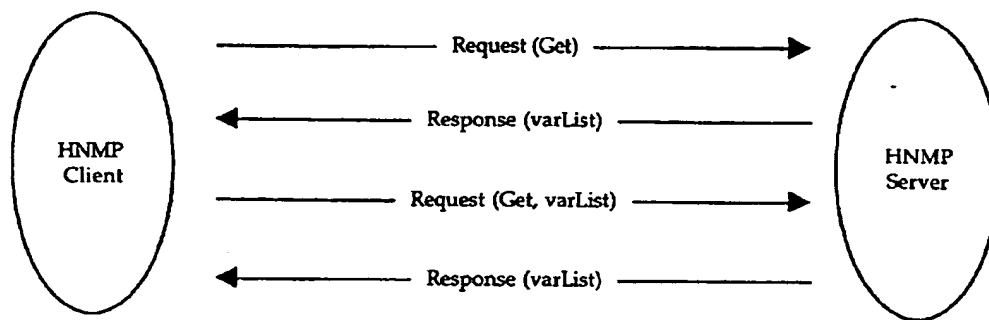 Request (Get)
Response (varList)
HNMP
Client
HNMP
Server
Request (Get, varList)
Response (varList)